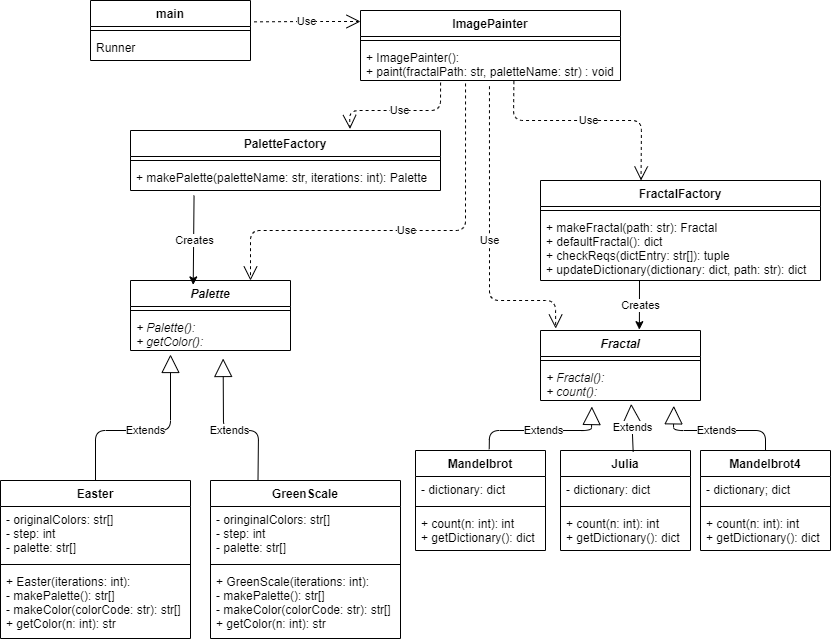 main
Runner
Use
ImagePainter
+ ImagePainter():
+ paint(fractalPath: str, paletteName: str) : void
Use
Use
PaletteFactory
+ makePalette(paletteName: str, iterations: int): Palette
FractalFactory
+ makeFractal(path: str): Fractal
+ defaultFractal(): dict
+ checkReqs(dictEntry: str[]): tuple
+ updateDictionary(dictionary: dict, path: str): dict
Creates
Use
Use
Creates
Palette
+ Palette():
+ getColor():
Fractal
+ Fractal():
+ count():
Extends
Extends
Extends
Extends
Extends
Mandelbrot
- dictionary: dict
+ count(n: int): int
+ getDictionary(): dict
Julia
- dictionary: dict
+ count(n: int): int
+ getDictionary(): dict
Mandelbrot4
- dictionary; dict
+ count(n: int): int
+ getDictionary(): dict
Easter
- originalColors: str[]
- step: int
- palette: str[]
+ Easter(iterations: int):
- makePalette(): str[]
- makeColor(colorCode: str): str[]
+ getColor(n: int): str
GreenScale
- oringinalColors: str[]
- step: int
- palette: str[]
+ GreenScale(iterations: int):
- makePalette(): str[]
- makeColor(colorCode: str): str[]
+ getColor(n: int): str